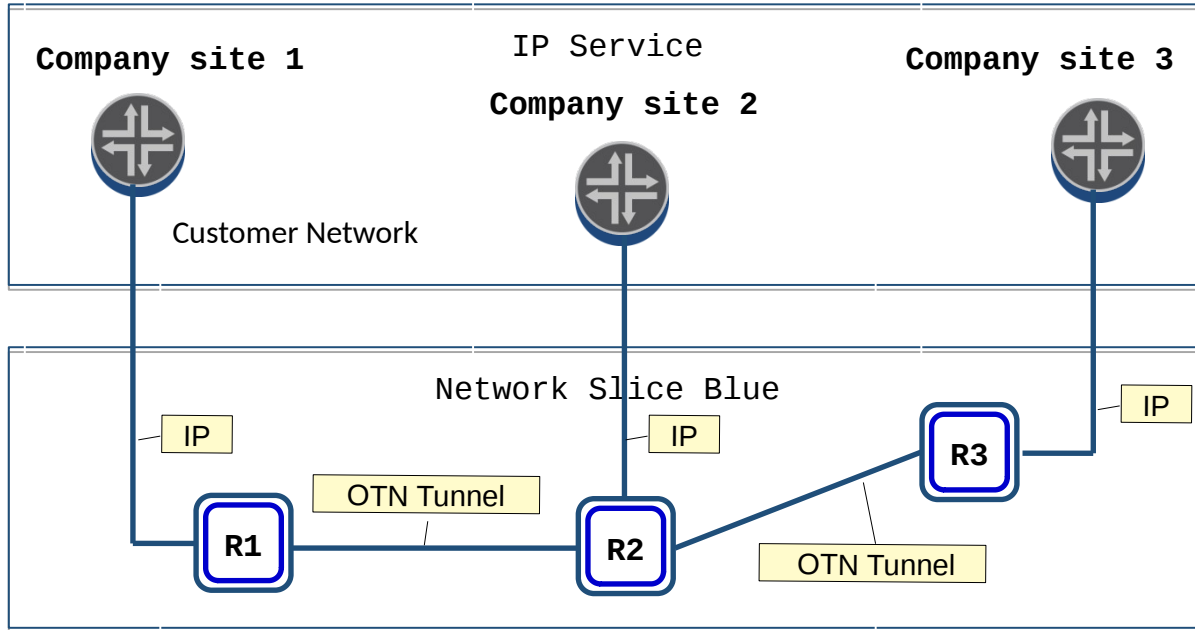 IP Service
Company site 1
Company site 3
Company site 2
Customer Network
Network Slice Blue
IP
IP
IP
R3
OTN Tunnel
R1
R2
OTN Tunnel